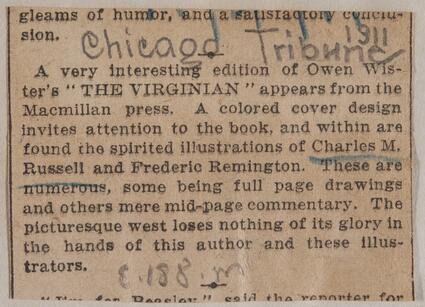 gleams of humor, and a satisfactory conclu-
sion.
Chicago Tribune 1911
A very interesting edition of Owen Wis-
ter's "THE VIRGINIAN" appears from the
Macmillan press. A colored cover design
invites attention to the book, and within are
found the spirited illustrations of Charles M.
Russell and Frederic Remington. These are
numerous, some being full page drawings
and others mere mid-page commentary. The
picturesque west loses nothing of its glory in
the hands of this author and these illus-
trators.
E.188.m
"Jim for Beasley," said the reporter for